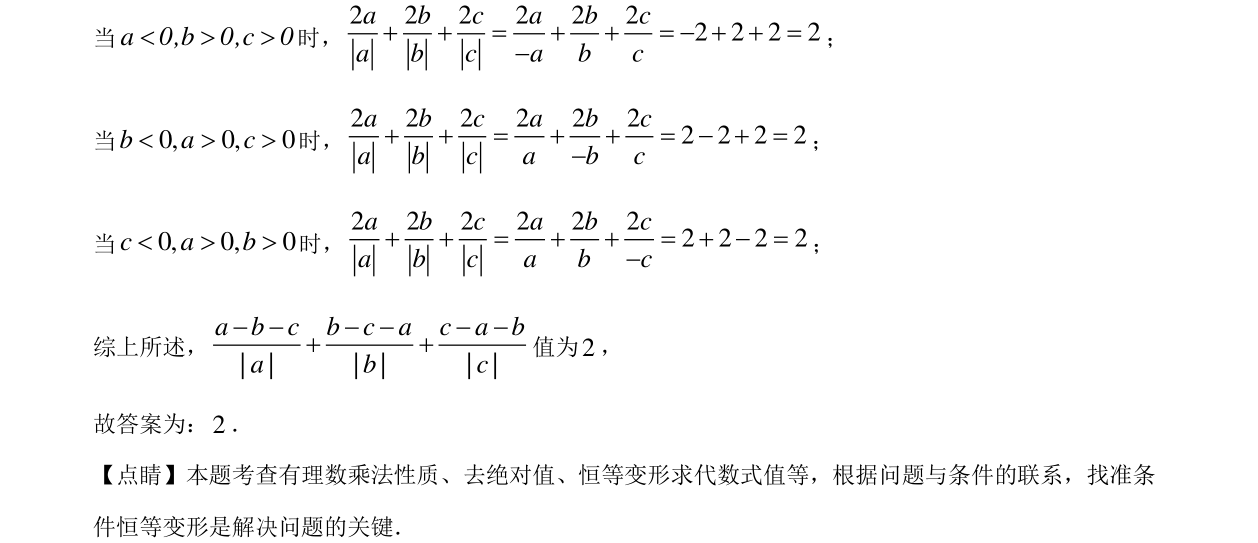 当 a<0,b>0,c>0 时，2a/|a| + 2b/|b| + 2c/|c| = 2a/−a + 2b/b + 2c/c = −2+2+2=2；
当 b<0,a>0,c>0 时，2a/|a| + 2b/|b| + 2c/|c| = 2a/a + 2b/−b + 2c/c = 2−2+2=2；
当 c<0,a>0,b>0 时，2a/|a| + 2b/|b| + 2c/|c| = 2a/a + 2b/b + 2c/−c = 2+2−2=2；
综上所述，(a−b−c)/|a| + (b−c−a)/|b| + (c−a−b)/|c| 值为2，
故答案为：2．
【点睛】本题考查有理数乘法性质、去绝对值、恒等变形求代数式值等，根据问题与条件的联系，找准条
件恒等变形是解决问题的关键．